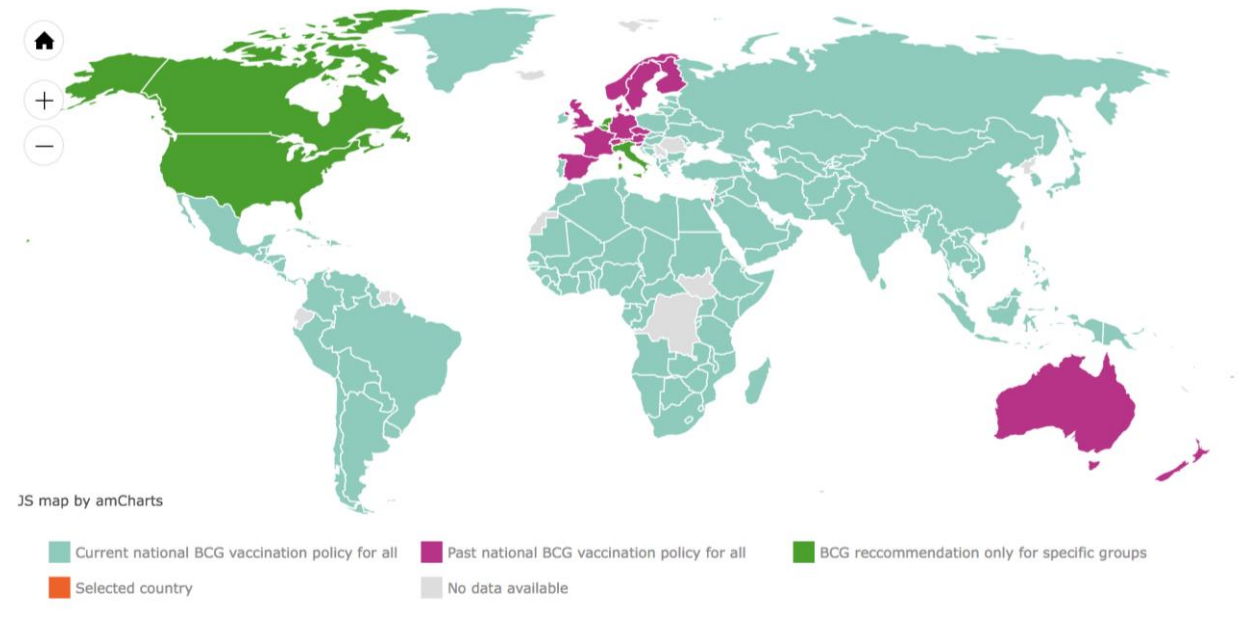 JS map by amCharts
Current national BCG vaccination policy for all
Past national BCG vaccination policy for all
BCG reccommendation only for specific groups
Selected country
No data available